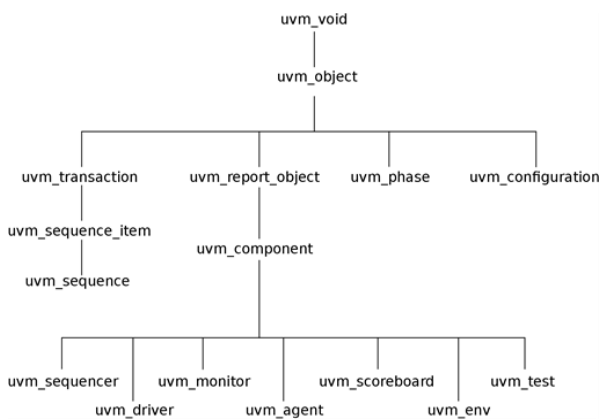 uvm_void
uvm_object
uvm_transaction uvm_report_object uvm_phase uvm_configuration
uvm_sequence_item
uvm_component
uvm_sequence
uvm_sequencer uvm_monitor uvm_scoreboard uvm_test
uvm_driver uvm_agent uvm_env